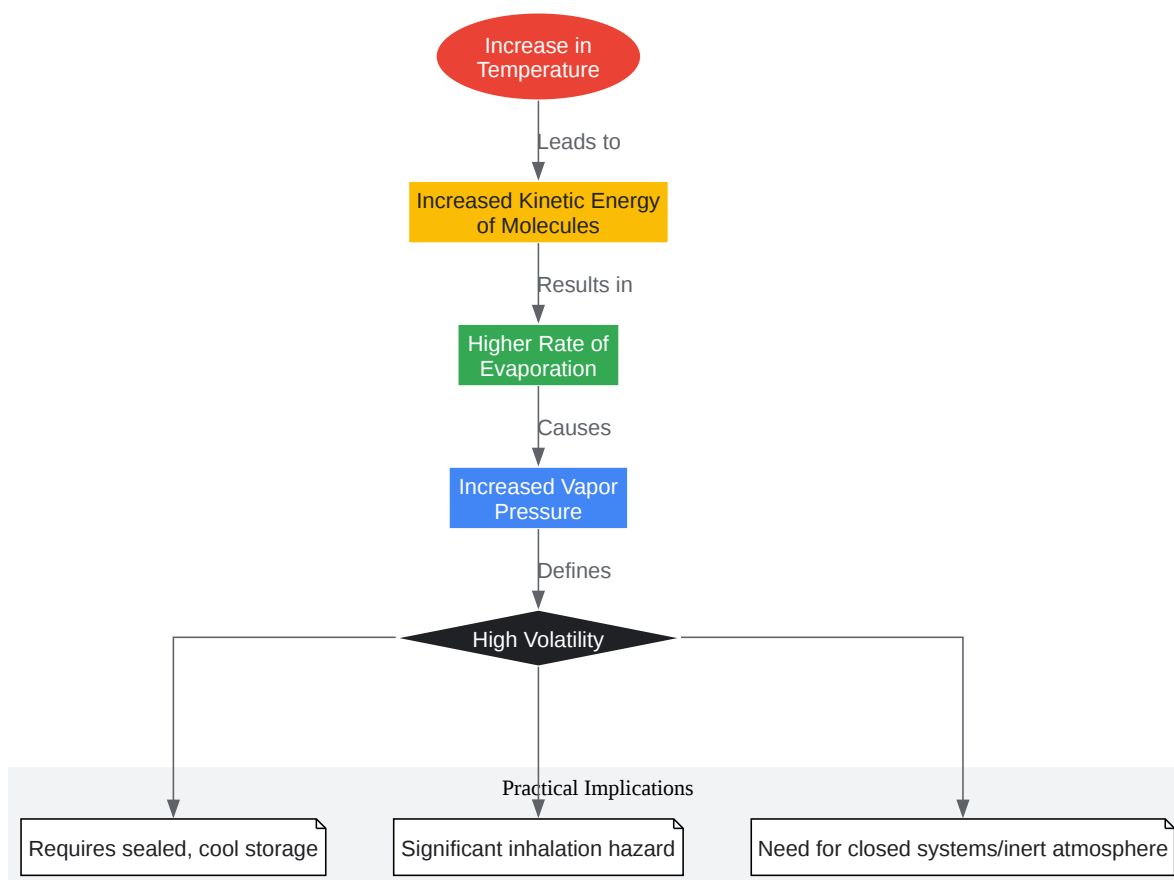 Increase in
Temperature
Leads to
Increased Kinetic Energy
of Molecules
Results in
Higher Rate of
Evaporation
Causes
Increased Vapor
Pressure
Defines
High Volatility
Practical Implications
Requires sealed, cool storage
Significant inhalation hazard
Need for closed systems/inert atmosphere